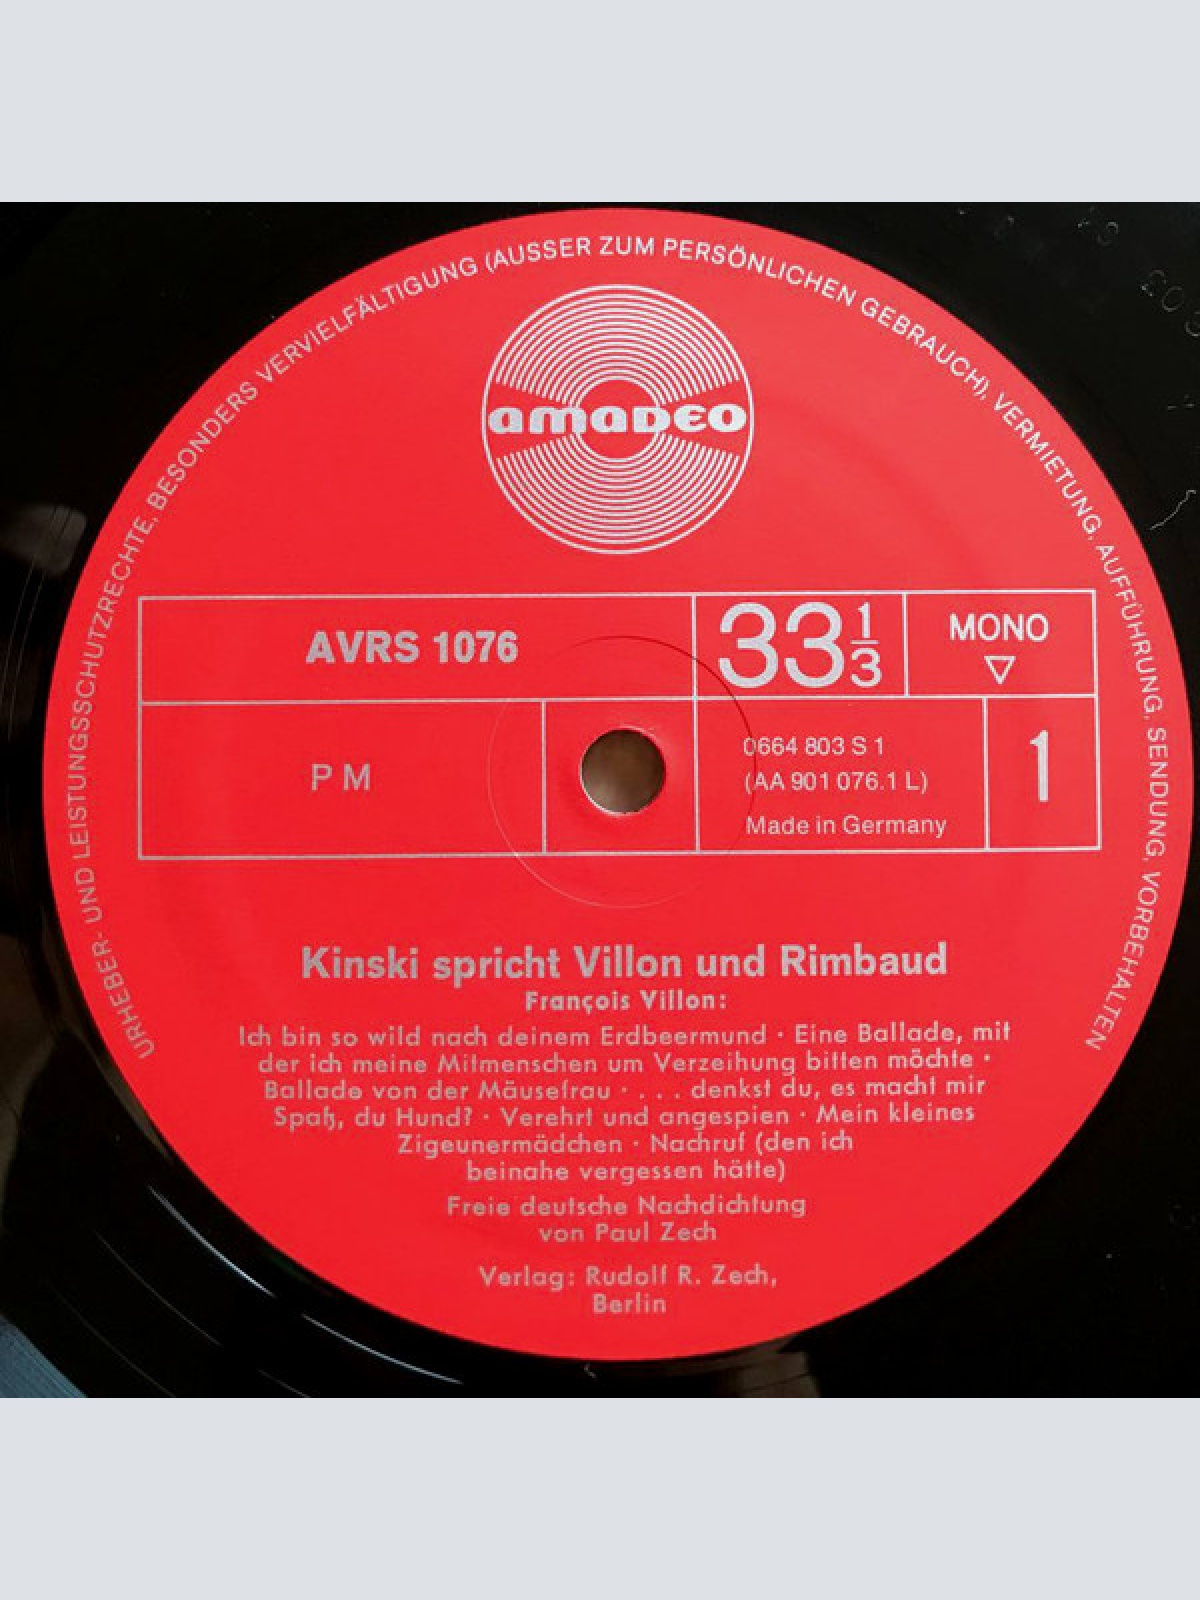 URHEBER- UND LEISTUNGSSCHUTZRECHTE, BESONDERS VERVIELFÄLTIGUNG (AUSSER ZUM PERSÖNLICHEN GEBRAUCH), VERMIETUNG, AUFFÜHRUNG, SENDUNG, VORBEHALTEN
amaDEO
AVRS 1076
33 1/3
MONO
▽
P M
0664 803 S 1
(AA 901 076.1 L)
Made in Germany
1
Kinski spricht Villon und Rimbaud
François Villon:
Ich bin so wild nach deinem Erdbeermund · Eine Ballade, mit
der ich meine Mitmenschen um Verzeihung bitten möchte ·
Ballade von der Mäusefrau · . . . denkst du, es macht mir
Spaß, du Hund? · Verehrt und angespien · Mein kleines
Zigeunermädchen · Nachruf (den ich
beinahe vergessen hätte)
Freie deutsche Nachdichtung
von Paul Zech
Verlag: Rudolf R. Zech,
Berlin